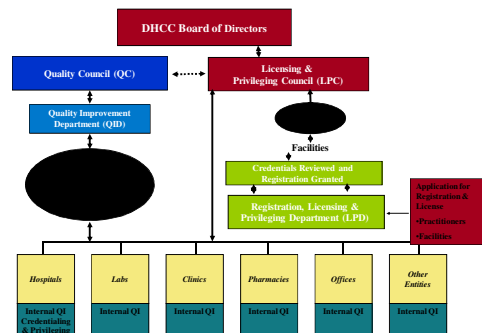 DHCC Board of Directors
Quality Council (QC)
Licensing &
Privileging Council (LPC)
Quality Improvement
Department (QID)
Facilities
Credentials Reviewed and
Registration Granted
Registration, Licensing &
Privileging Department (LPD)
Application for
Registration &
License
•Practitioners
•Facilities
Hospitals
Labs
Clinics
Pharmacies
Offices
Other
Entities
Internal QI
Credentialing
& Privileging
Internal QI
Internal QI
Internal QI
Internal QI
Internal QI